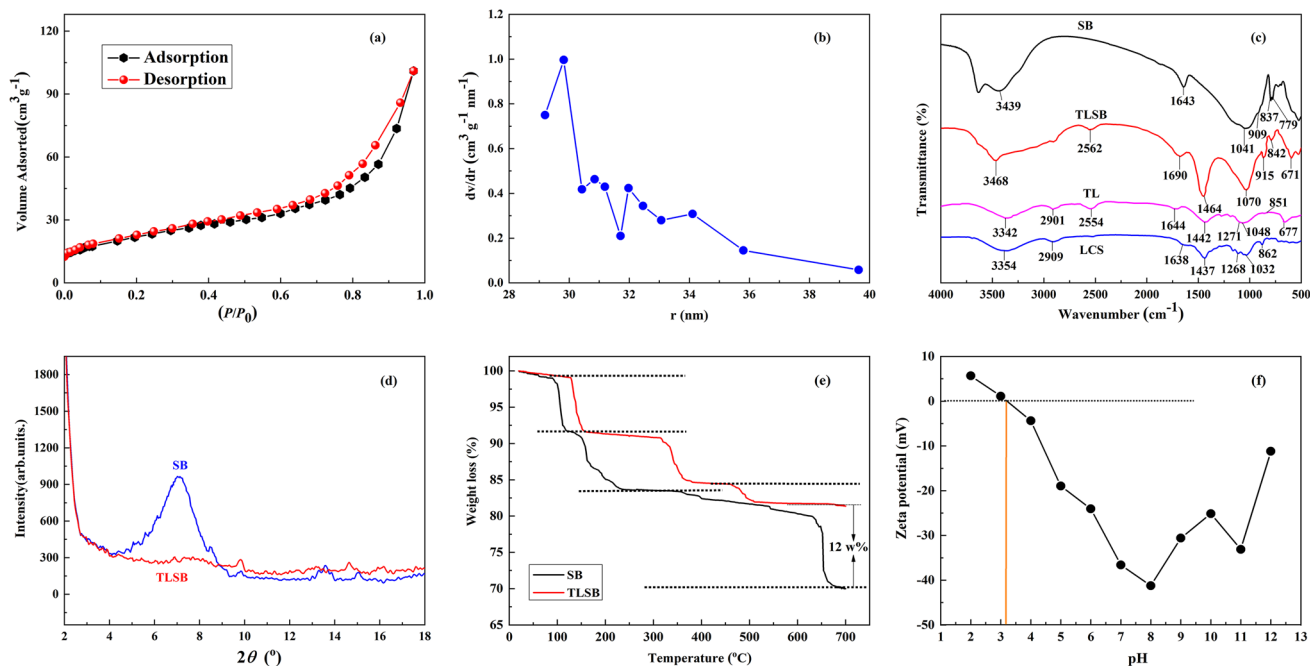 (a)
Adsorption
Desorption
Volume Adsorted(cm³g⁻¹)
120
90
60
30
0
0.0 0.2 0.4 0.6 0.8 1.0
(P/P₀)
(b)
dv/dr (cm³ g⁻¹ nm⁻¹)
1.2
1.0
0.8
0.6
0.4
0.2
0.0
28 30 32 34 36 38 40
r (nm)
(c)
Transmittance (%)
SB
3439
1643
1041
909
837
779
TLSB
3468
2562
1690
1464
1070
915
842
671
TL
3342
2901
2554
1644
1442
1271
1048
851
677
LCS
3354
2909
1638
1437
1268
1032
862
4000 3500 3000 2500 2000 1500 1000 500
Wavenumber (cm⁻¹)
(d)
Intensity(arb.units.)
1800
1500
1200
900
600
300
0
SB
TLSB
2 4 6 8 10 12 14 16 18
2θ (°)
(e)
Weight loss (%)
100
95
90
85
80
75
70
65
12 w%
SB
TLSB
0 100 200 300 400 500 600 700 800
Temperature (°C)
(f)
Zeta potential (mV)
10
0
-10
-20
-30
-40
-50
1 2 3 4 5 6 7 8 9 10 11 12 13
pH